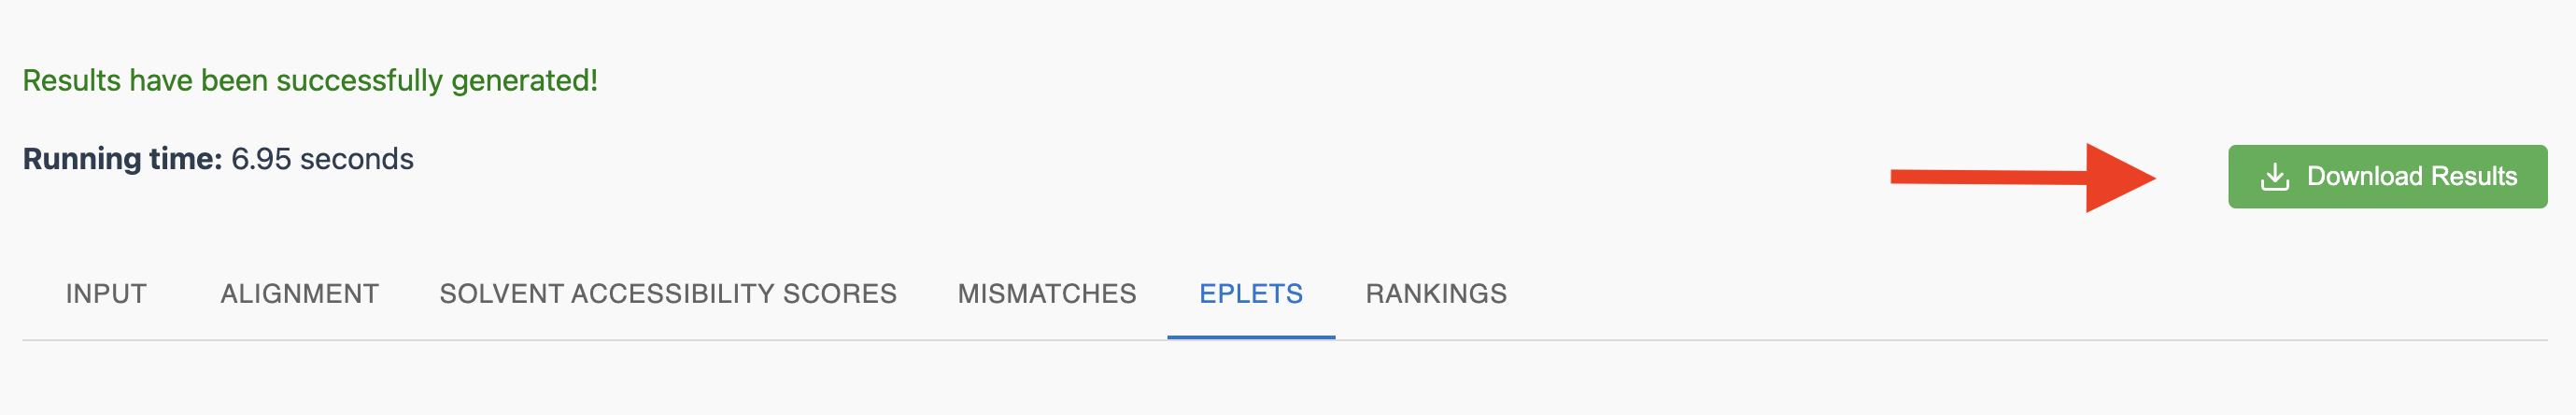 Results have been successfully generated!
Running time: 6.95 seconds
Download Results
INPUT ALIGNMENT SOLVENT ACCESSIBILITY SCORES MISMATCHES EPLETS RANKINGS